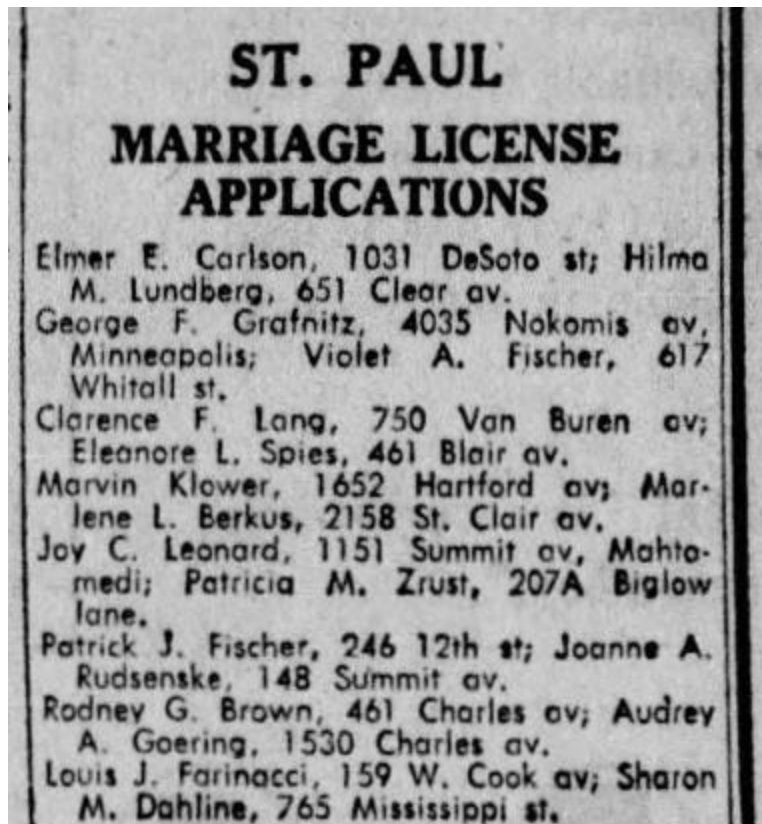 ST. PAUL
MARRIAGE LICENSE
APPLICATIONS
Elmer E. Carlson, 1031 DeSoto st; Hilma
M. Lundberg, 651 Clear av.
George F. Grafnitz, 4035 Nokomis av,
Minneapolis; Violet A. Fischer, 617
Whitall st.
Clarence F. Lang, 750 Van Buren av;
Eleanore L. Spies, 461 Blair av.
Marvin Klower, 1652 Hartford av; Mar-
lene L. Berkus, 2158 St. Clair av.
Joy C. Leonard, 1151 Summit av, Mahto-
medi; Patricia M. Zrust, 207A Biglow
lane.
Patrick J. Fischer, 246 12th st; Joanne A.
Rudsenske, 148 Summit av.
Rodney G. Brown, 461 Charles av; Audrey
A. Goering, 1530 Charles av.
Louis J. Farinacci, 159 W. Cook av; Sharon
M. Dahline, 765 Mississippi st.